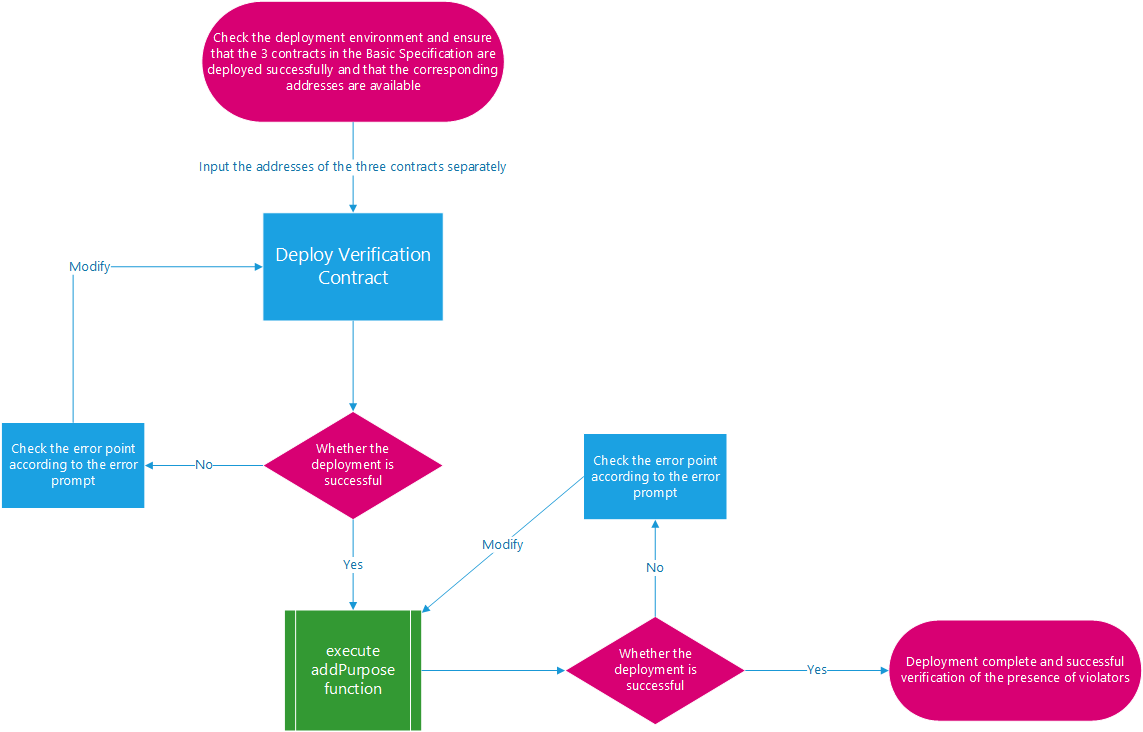 Check the deployment environment and ensure
that the 3 contracts in the Basic Specification are
deployed successfully and that the corresponding
addresses are available
Input the addresses of the three contracts separately
Deploy Verification
Contract
Modify
Check the error point
according to the error
prompt
No
Whether the
deployment is
successful
Yes
Check the error point
according to the error
prompt
Modify
No
execute
addPurpose
function
Whether the
deployment is
successful
Yes
Deployment complete and successful
verification of the presence of violators